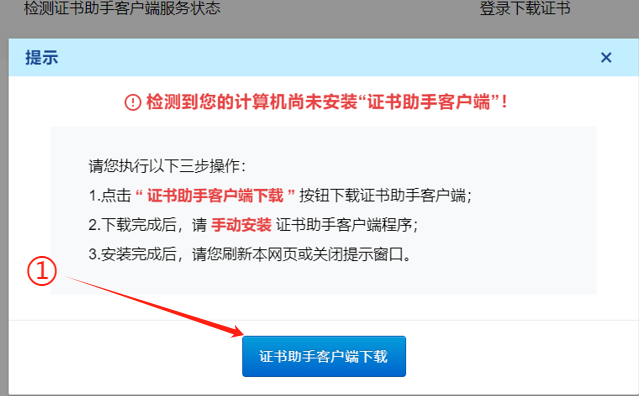 检测证书助手客户端服务状态 登录下载证书
提示
检测到您的计算机尚未安装“证书助手客户端”!
请您执行以下三步操作：
1.点击 “ 证书助手客户端下载 ” 按钮下载证书助手客户端；
2.下载完成后，请 手动安装 证书助手客户端程序；
3.安装完成后，请您刷新本网页或关闭提示窗口。
①
证书助手客户端下载